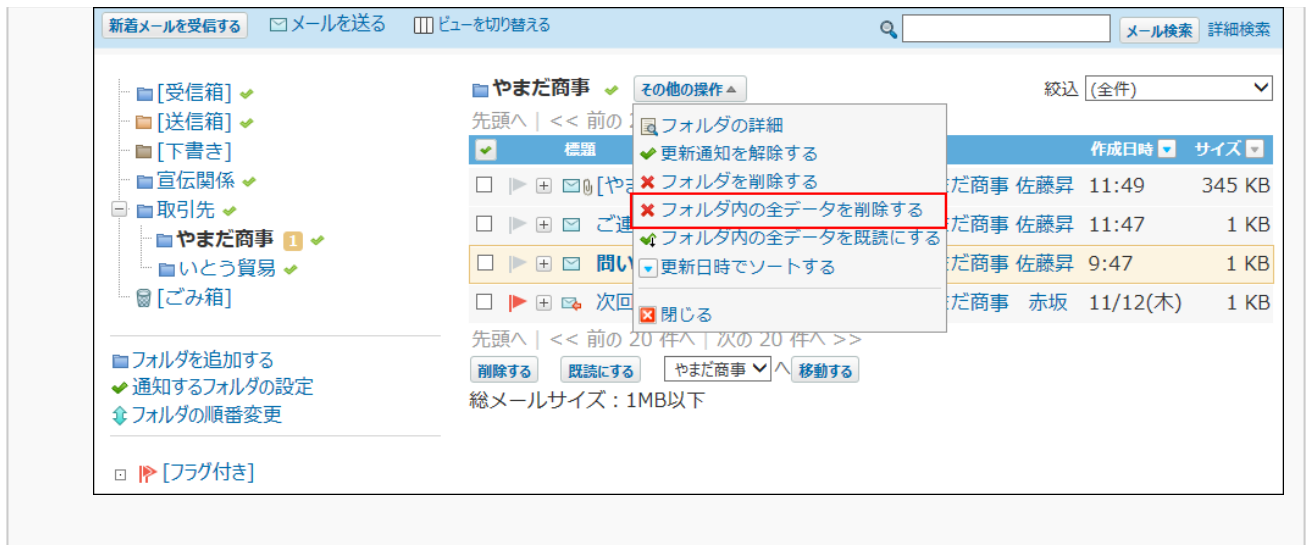 新着メールを受信する メールを送る ビューを切り替える メール検索 詳細検索
[受信箱]
[送信箱]
[下書き]
宣伝関係
取引先
やまだ商事 1
いとう貿易
[ごみ箱]
フォルダを追加する
通知するフォルダの設定
フォルダの順番変更
[フラグ付き]
やまだ商事 その他の操作 絞込 (全件)
先頭へ | << 前の
標題 作成日時 サイズ
[や だ商事 佐藤昇 11:49 345 KB
ご連 だ商事 佐藤昇 11:47 1 KB
問い だ商事 佐藤昇 9:47 1 KB
次回 だ商事 赤坂 11/12(木) 1 KB
フォルダの詳細
更新通知を解除する
フォルダを削除する
フォルダ内の全データを削除する
フォルダ内の全データを既読にする
更新日時でソートする
閉じる
先頭へ | << 前の 20 件へ | 次の 20 件へ >>
削除する 既読にする やまだ商事 へ 移動する
総メールサイズ：1MB以下